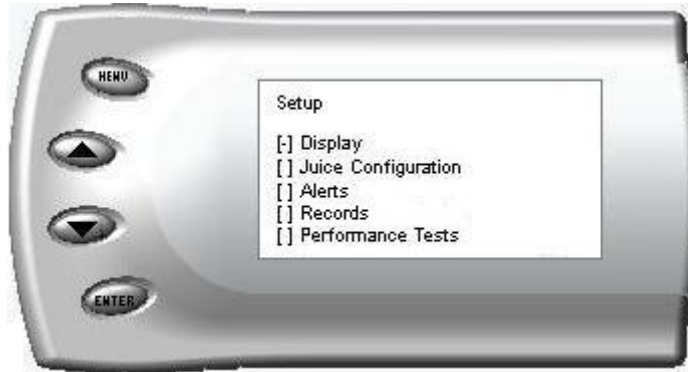 MENU
Setup
[-] Display
[ ] Juice Configuration
[ ] Alerts
[ ] Records
[ ] Performance Tests
ENTER